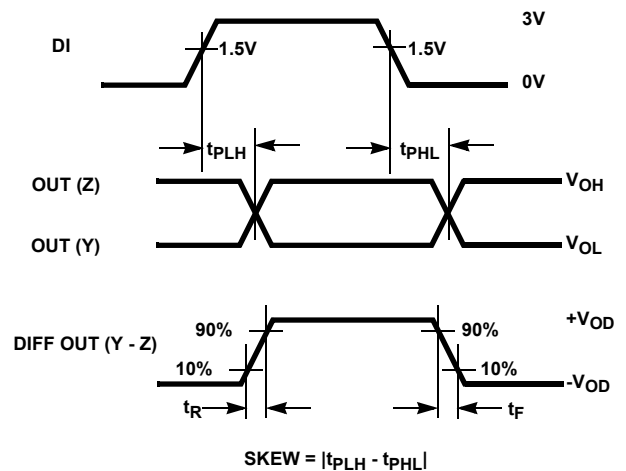 3V
DI
1.5V
1.5V
0V
tPLH
tPHL
OUT (Z)
VOH
OUT (Y)
VOL
+VOD
90%
90%
DIFF OUT (Y - Z)
10%
10%
-VOD
tR
tF
SKEW = |tPLH - tPHL|